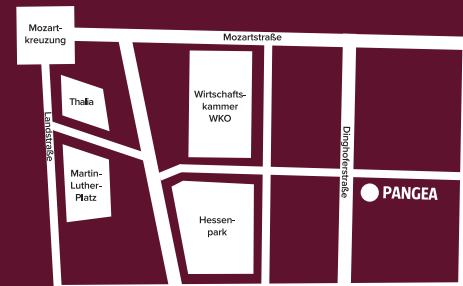 Mozart-
kreuzung
Mozartstraße
Thalia
Wirtschafts-
kammer
WKO
Landstraße
Dinghoferstraße
Martin-
Luther-
Platz
PANGEA
Hessen-
park